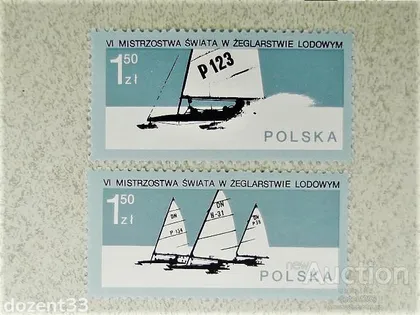 VI MISTRZOSTWA ŚWIATA W ŻEGLARSTWIE LODOWYM
1 50
zł
P 123
POLSKA
VI MISTRZOSTWA ŚWIATA W ŻEGLARSTWIE LODOWYM
1 50
zł
DN
DN
DN
P 124
H-31
POLSKA
Auction
dozent33